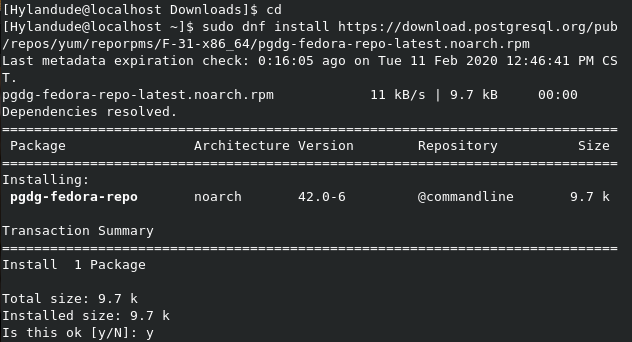 [Hylandude@localhost Downloads]$ cd
[Hylandude@localhost ~]$ sudo dnf install https://download.postgresql.org/pub
/repos/yum/reporpms/F-31-x86_64/pgdg-fedora-repo-latest.noarch.rpm
Last metadata expiration check: 0:16:05 ago on Tue 11 Feb 2020 12:46:41 PM CS
T.
pgdg-fedora-repo-latest.noarch.rpm            11 kB/s | 9.7 kB     00:00
Dependencies resolved.
=============================================================================
 Package                Architecture Version        Repository          Size
=============================================================================
Installing:
 pgdg-fedora-repo       noarch       42.0-6         @commandline       9.7 k

Transaction Summary
=============================================================================
Install  1 Package

Total size: 9.7 k
Installed size: 9.7 k
Is this ok [y/N]: y